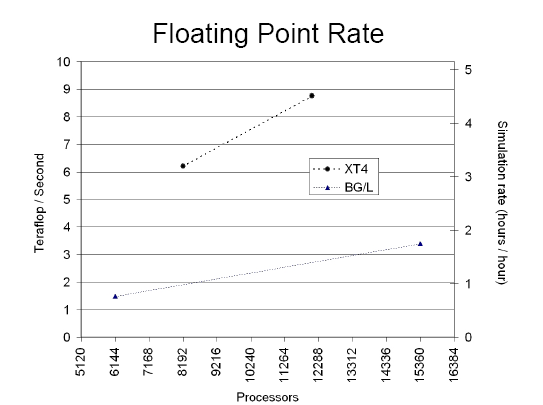 Floating Point Rate
10
9
8
7
6
5
4
3
2
1
0
Teraflop / Second
5
4
3
2
1
0
Simulation rate (hours / hour)
XT4
BG/L
5120 6144 7168 8192 9216 10240 11264 12288 13312 14336 15360 16384
Processors